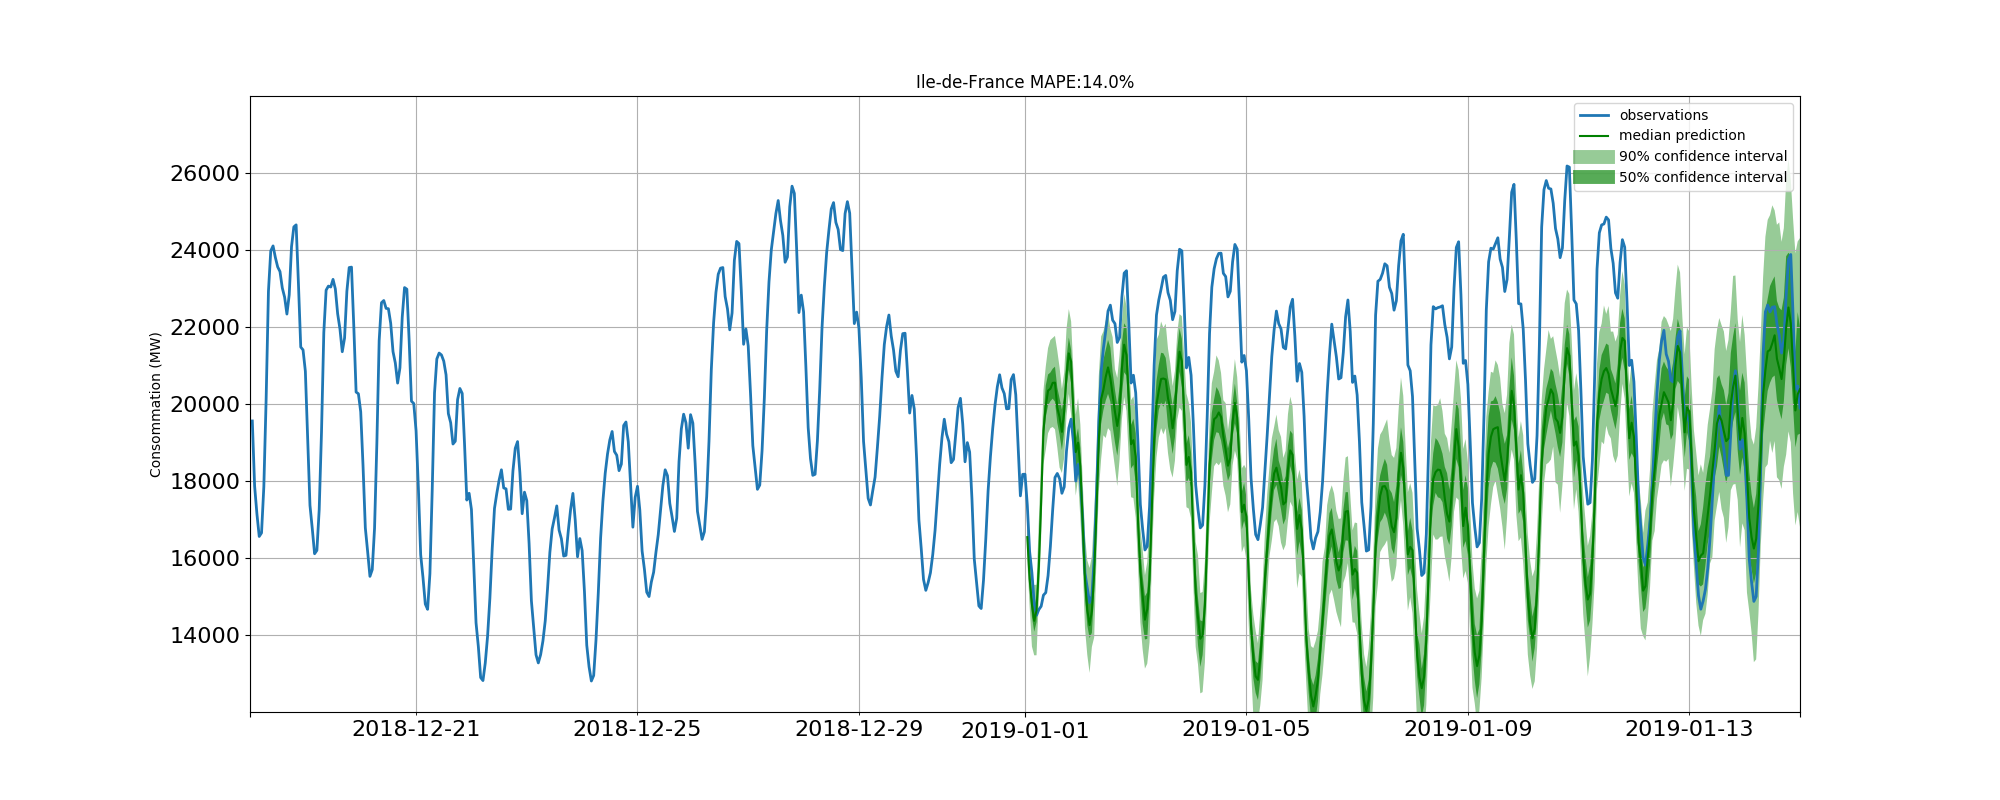 Ile-de-France MAPE:14.0%
observations
median prediction
90% confidence interval
50% confidence interval
Consommation (MW)
26000
24000
22000
20000
18000
16000
14000
2018-12-21 2018-12-25 2018-12-29 2019-01-01 2019-01-05 2019-01-09 2019-01-13